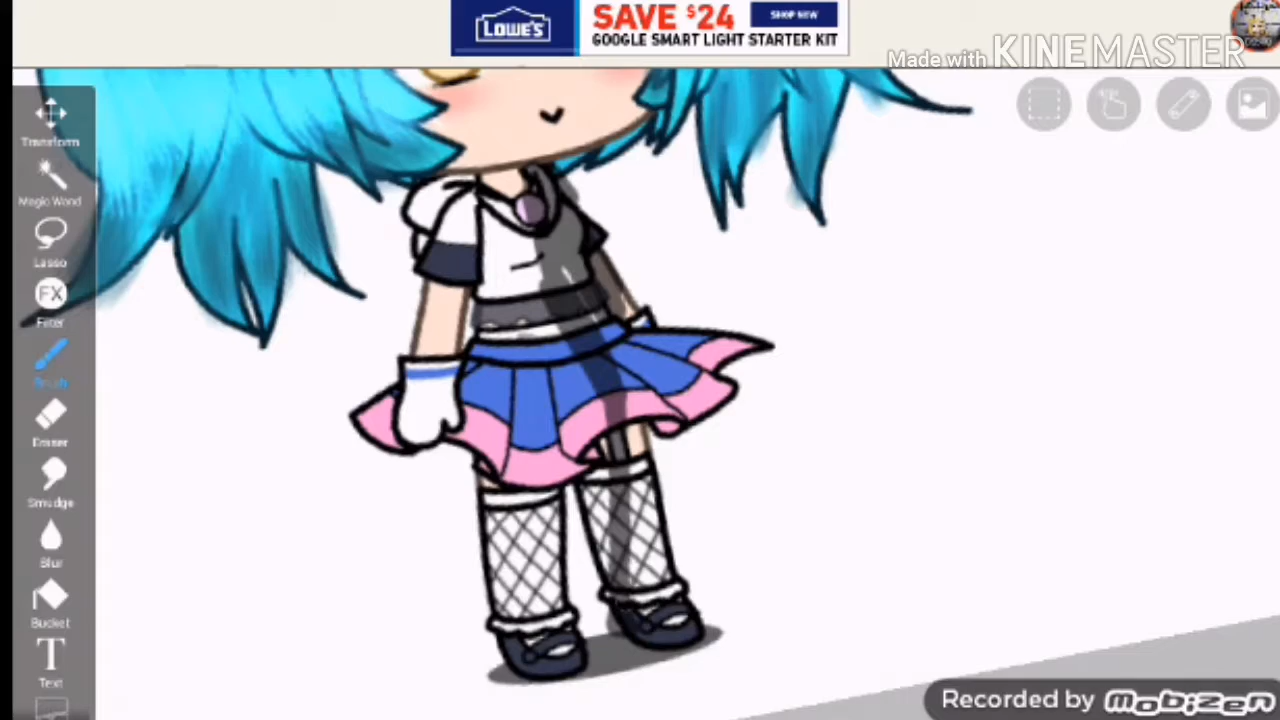 LOWE'S
SAVE $24
SHOP NOW
GOOGLE SMART LIGHT STARTER KIT
Made with KINEMASTER
Transform
Magic Wand
Lasso
FX
Filter
Brush
Eraser
Smudge
Blur
Bucket
T
Text
Recorded by mobizen